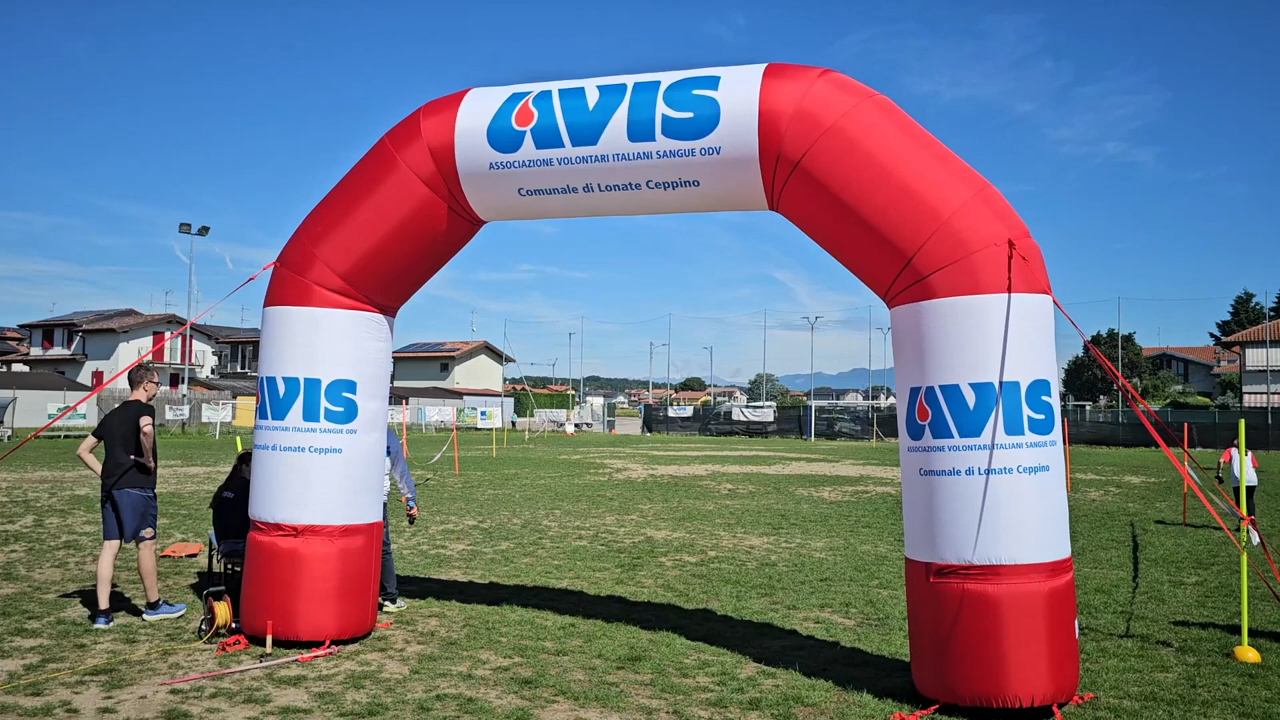 AVIS
ASSOCIAZIONE VOLONTARI ITALIANI SANGUE ODV
Comunale di Lonate Ceppino
AVIS
VOLONTARI ITALIANI SANGUE ODV
Comunale di Lonate Ceppino
AVIS
ASSOCIAZIONE VOLONTARI ITALIANI SANGUE ODV
Comunale di Lonate Ceppino